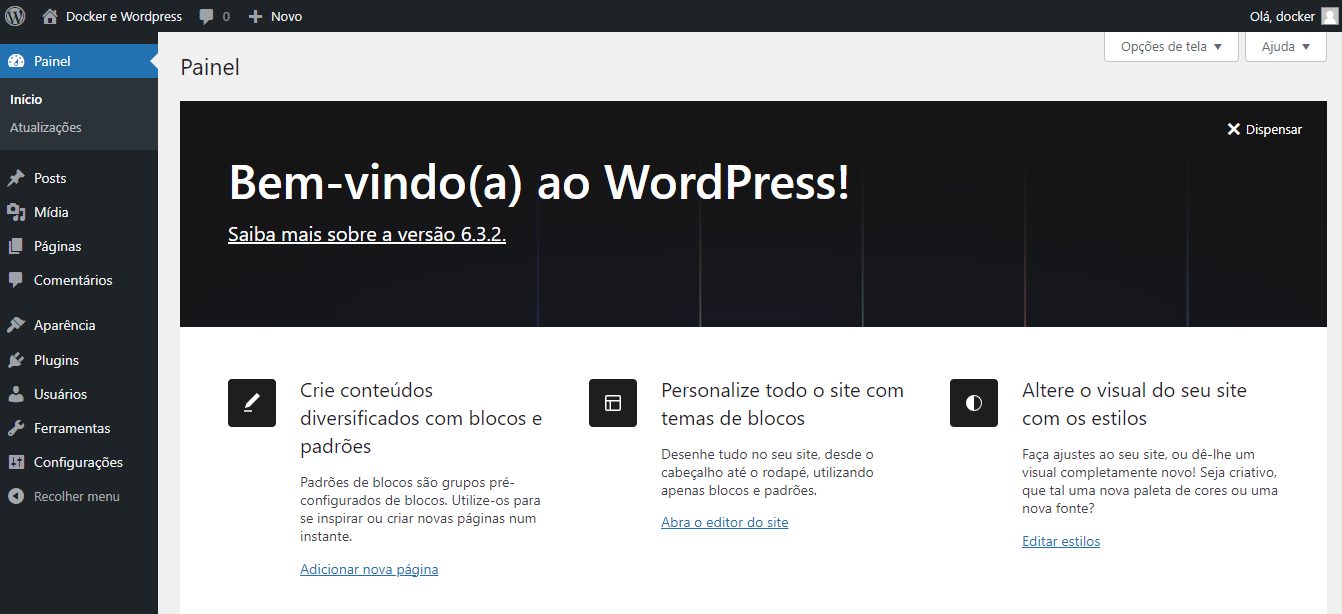 Docker e Wordpress 0 Novo Olá, docker
Painel
Início
Atualizações
Posts
Mídia
Páginas
Comentários
Aparência
Plugins
Usuários
Ferramentas
Configurações
Recolher menu
Opções de tela Ajuda
Painel
Dispensar
Bem-vindo(a) ao WordPress!
Saiba mais sobre a versão 6.3.2.
Crie conteúdos
diversificados com blocos e
padrões
Padrões de blocos são grupos pré-
configurados de blocos. Utilize-os para
se inspirar ou criar novas páginas num
instante.
Adicionar nova página
Personalize todo o site com
temas de blocos
Desenhe tudo no seu site, desde o
cabeçalho até o rodapé, utilizando
apenas blocos e padrões.
Abra o editor do site
Altere o visual do seu site
com os estilos
Faça ajustes ao seu site, ou dê-lhe um
visual completamente novo! Seja criativo,
que tal uma nova paleta de cores ou uma
nova fonte?
Editar estilos